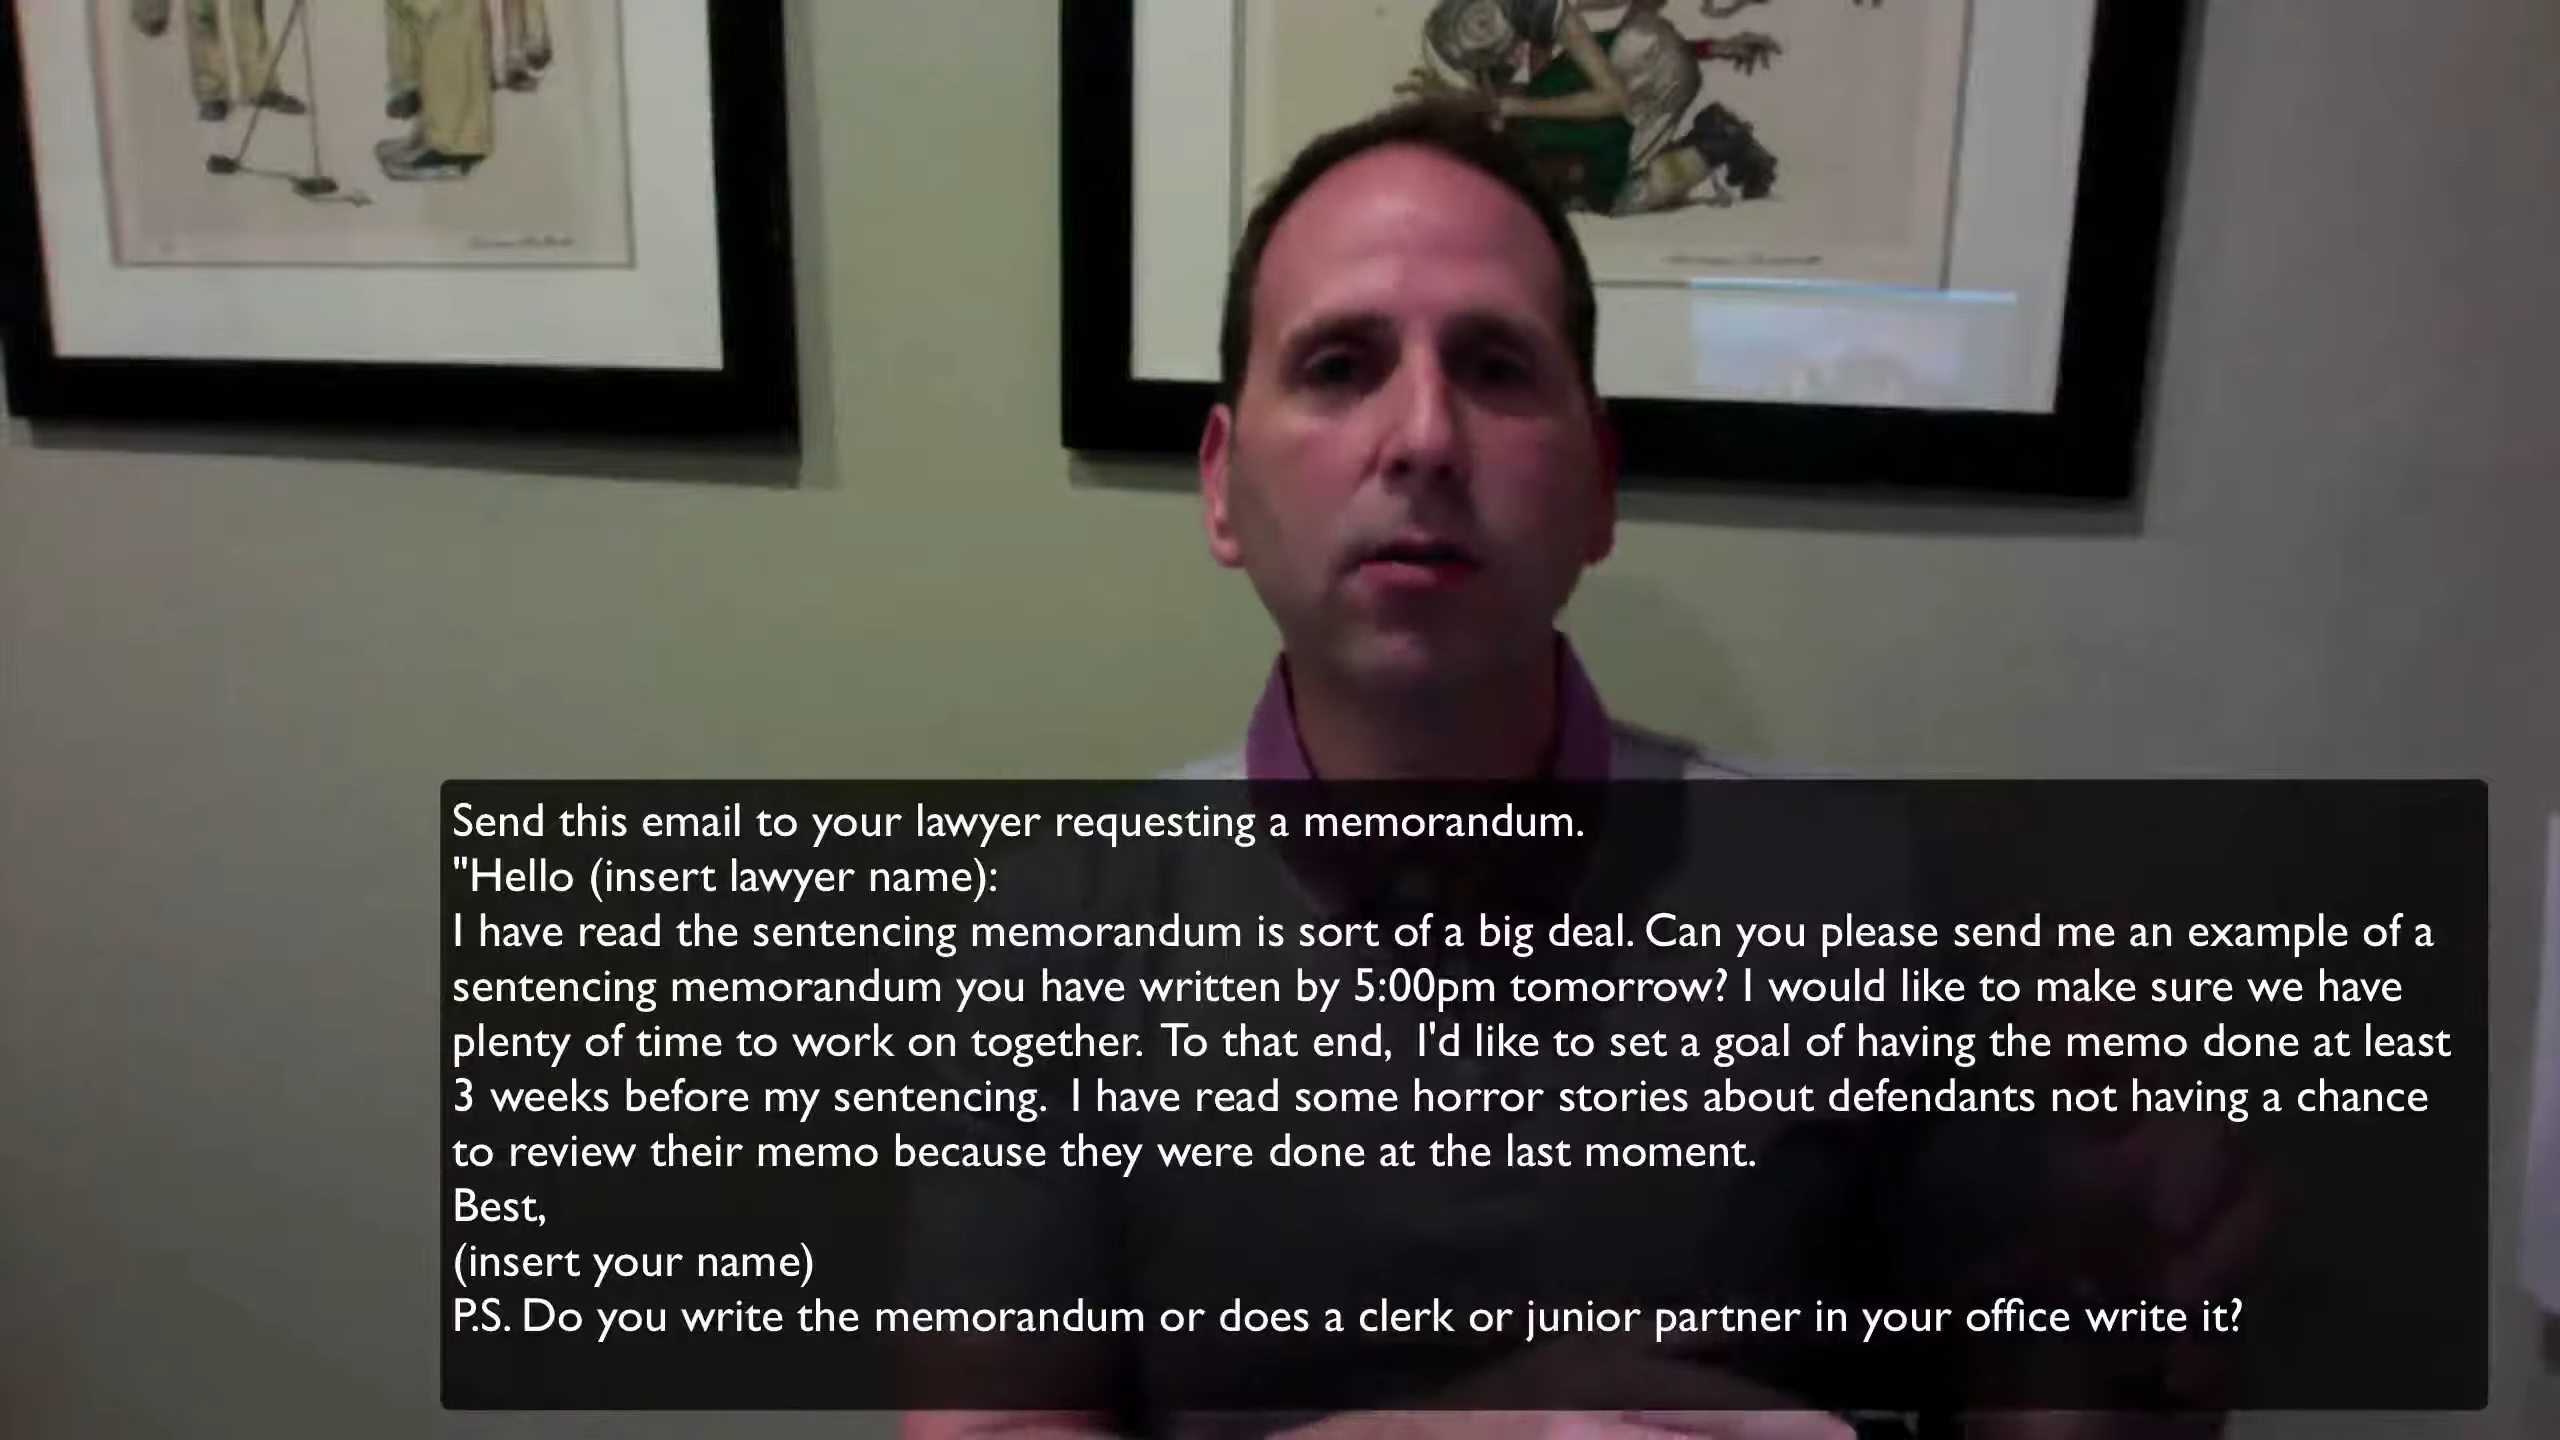 Send this email to your lawyer requesting a memorandum.
"Hello (insert lawyer name):
I have read the sentencing memorandum is sort of a big deal. Can you please send me an example of a
sentencing memorandum you have written by 5:00pm tomorrow? I would like to make sure we have
plenty of time to work on together. To that end, I'd like to set a goal of having the memo done at least
3 weeks before my sentencing. I have read some horror stories about defendants not having a chance
to review their memo because they were done at the last moment.
Best,
(insert your name)
P.S. Do you write the memorandum or does a clerk or junior partner in your office write it?